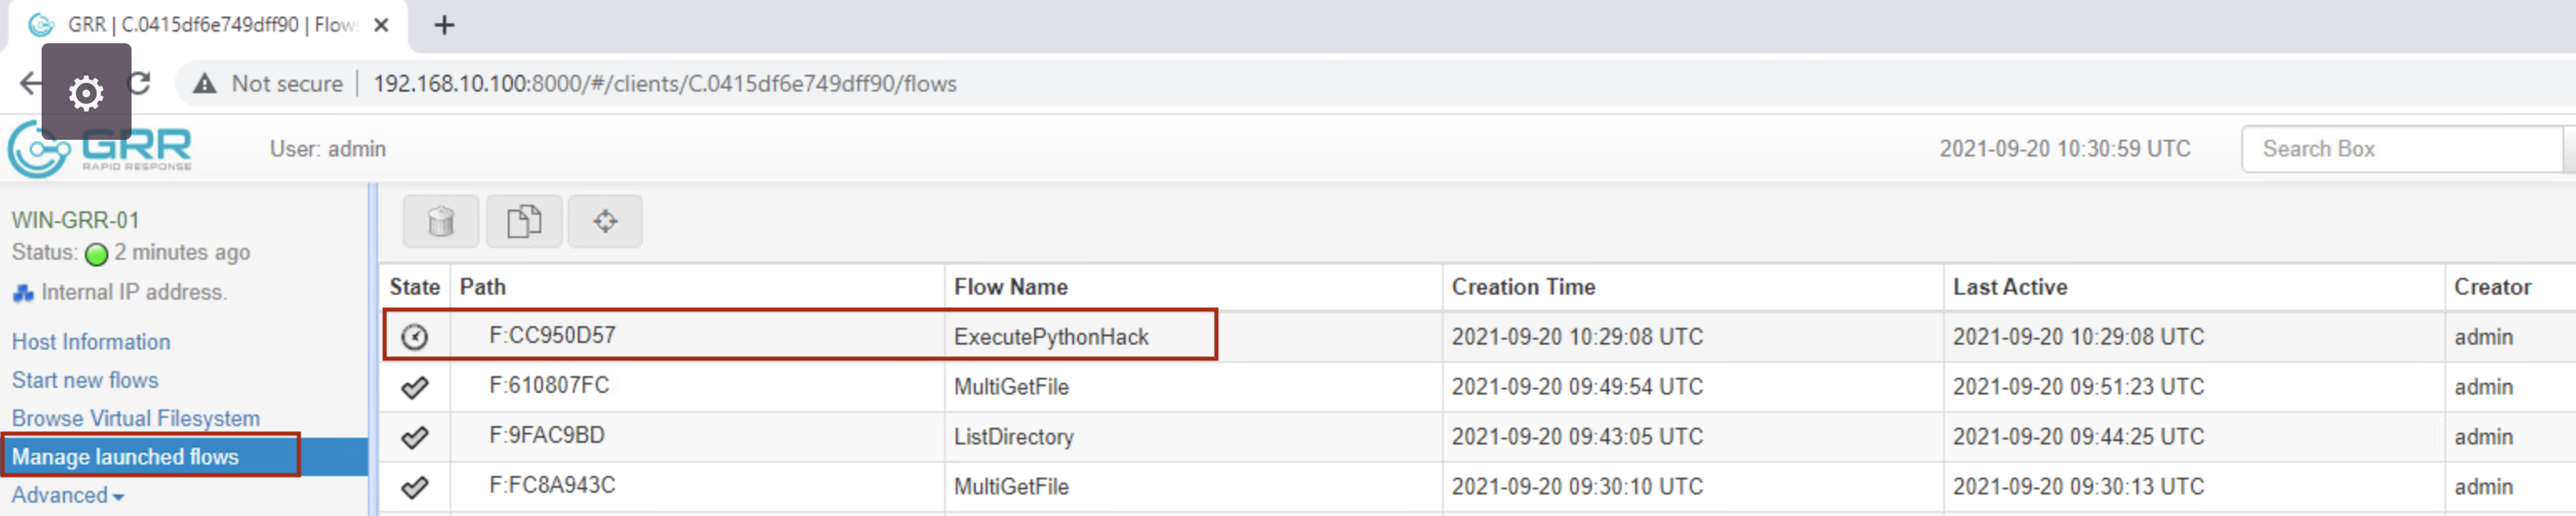 GRR | C.0415df6e749dff90 | Flow
Not secure | 192.168.10.100:8000/#/clients/C.0415df6e749dff90/flows
GRR
RAPID RESPONSE
User: admin
2021-09-20 10:30:59 UTC
Search Box
WIN-GRR-01
Status: 2 minutes ago
Internal IP address.
Host Information
Start new flows
Browse Virtual Filesystem
Manage launched flows
Advanced
State Path Flow Name Creation Time Last Active Creator
F:CC950D57 ExecutePythonHack 2021-09-20 10:29:08 UTC 2021-09-20 10:29:08 UTC admin
F:610807FC MultiGetFile 2021-09-20 09:49:54 UTC 2021-09-20 09:51:23 UTC admin
F:9FAC9BD ListDirectory 2021-09-20 09:43:05 UTC 2021-09-20 09:44:25 UTC admin
F:FC8A943C MultiGetFile 2021-09-20 09:30:10 UTC 2021-09-20 09:30:13 UTC admin